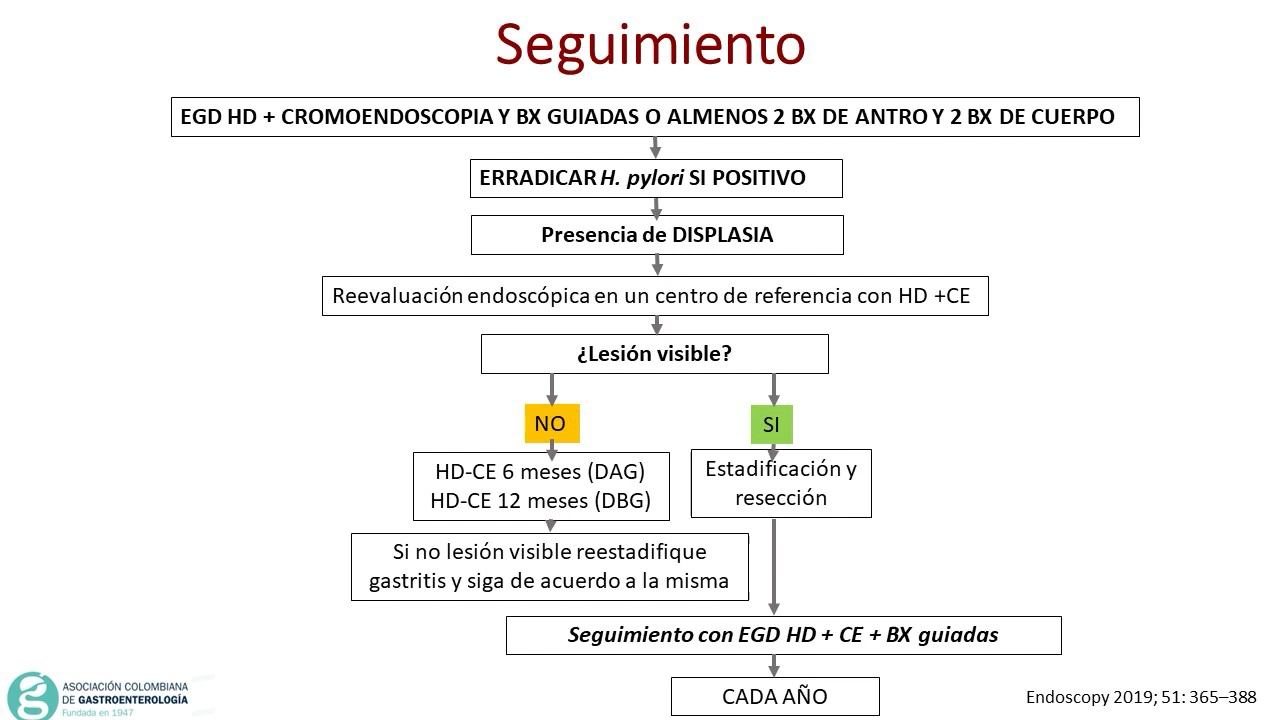 Seguimiento
EGD HD + CROMOENDOSCOPIA Y BX GUIADAS O ALMENOS 2 BX DE ANTRO Y 2 BX DE CUERPO
ERRADICAR H. pylori SI POSITIVO
Presencia de DISPLASIA
Reevaluación endoscópica en un centro de referencia con HD +CE
¿Lesión visible?
NO
SI
HD-CE 6 meses (DAG)
HD-CE 12 meses (DBG)
Estadificación y
resección
Si no lesión visible reestadifique
gastritis y siga de acuerdo a la misma
Seguimiento con EGD HD + CE + BX guiadas
CADA AÑO
ASOCIACIÓN COLOMBIANA
DE GASTROENTEROLOGÍA
Fundada en 1947
Endoscopy 2019; 51: 365–388